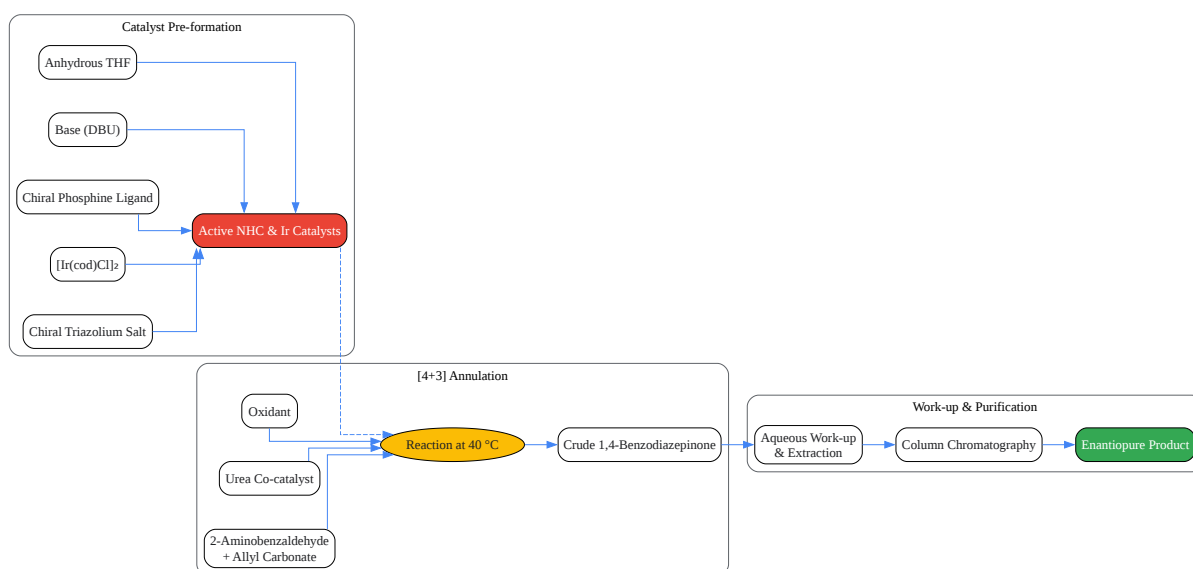 Catalyst Pre-formation
Anhydrous THF
Base (DBU)
Chiral Phosphine Ligand
Active NHC & Ir Catalysts
[Ir(cod)Cl]₂
Chiral Triazolium Salt
[4+3] Annulation
Oxidant
Reaction at 40 °C
Crude 1,4-Benzodiazepinone
Urea Co-catalyst
2-Aminobenzaldehyde
+ Allyl Carbonate
Work-up & Purification
Aqueous Work-up
& Extraction
Column Chromatography
Enantiopure Product